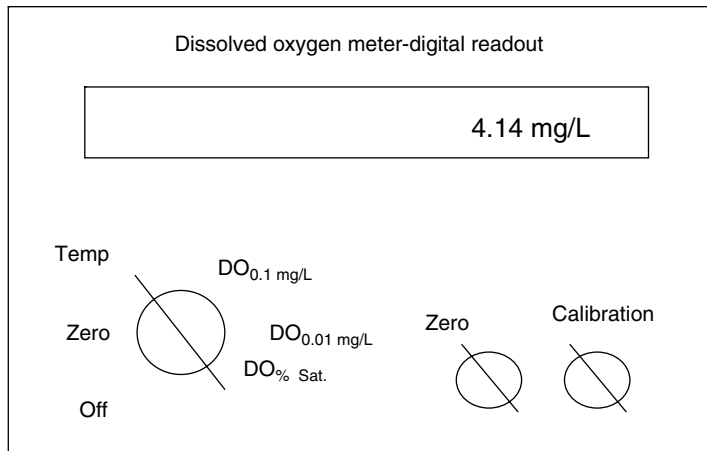 Dissolved oxygen meter-digital readout
4.14 mg/L
Temp
DO0.1 mg/L
Zero
DO0.01 mg/L
DO% Sat.
Off
Zero
Calibration